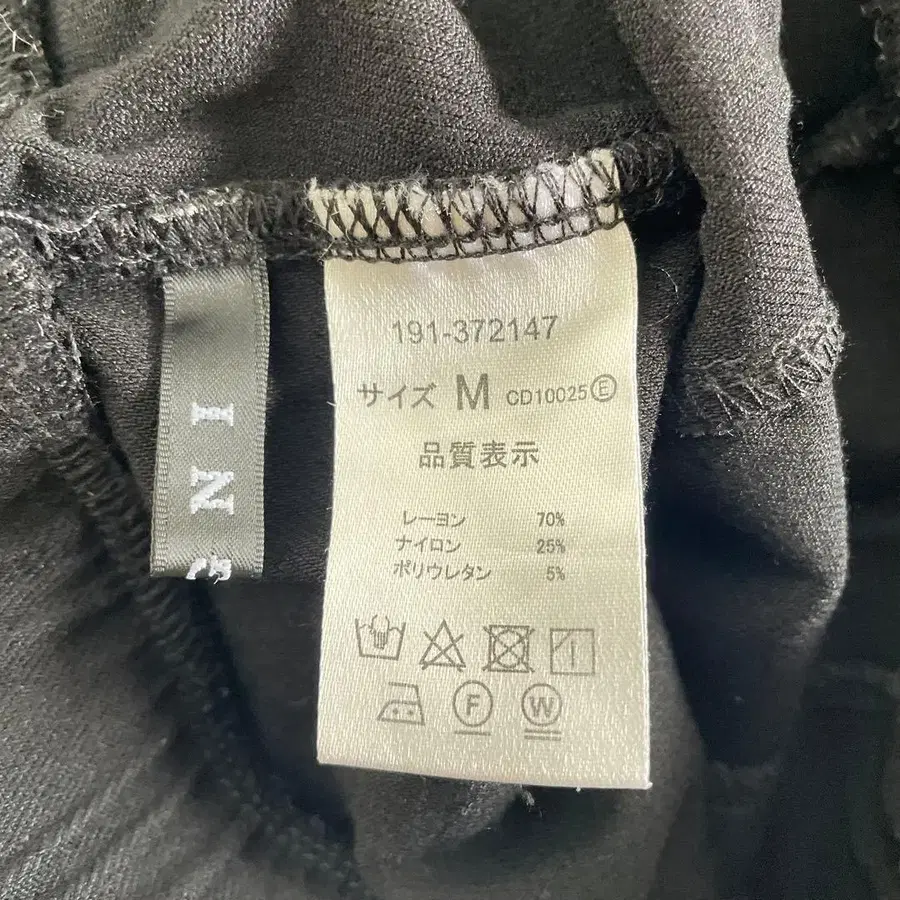 191-372147
サイズ M CD10025 Ⓔ
品質表示
レーヨン 70%
ナイロン 25%
ポリウレタン 5%
F W
I N